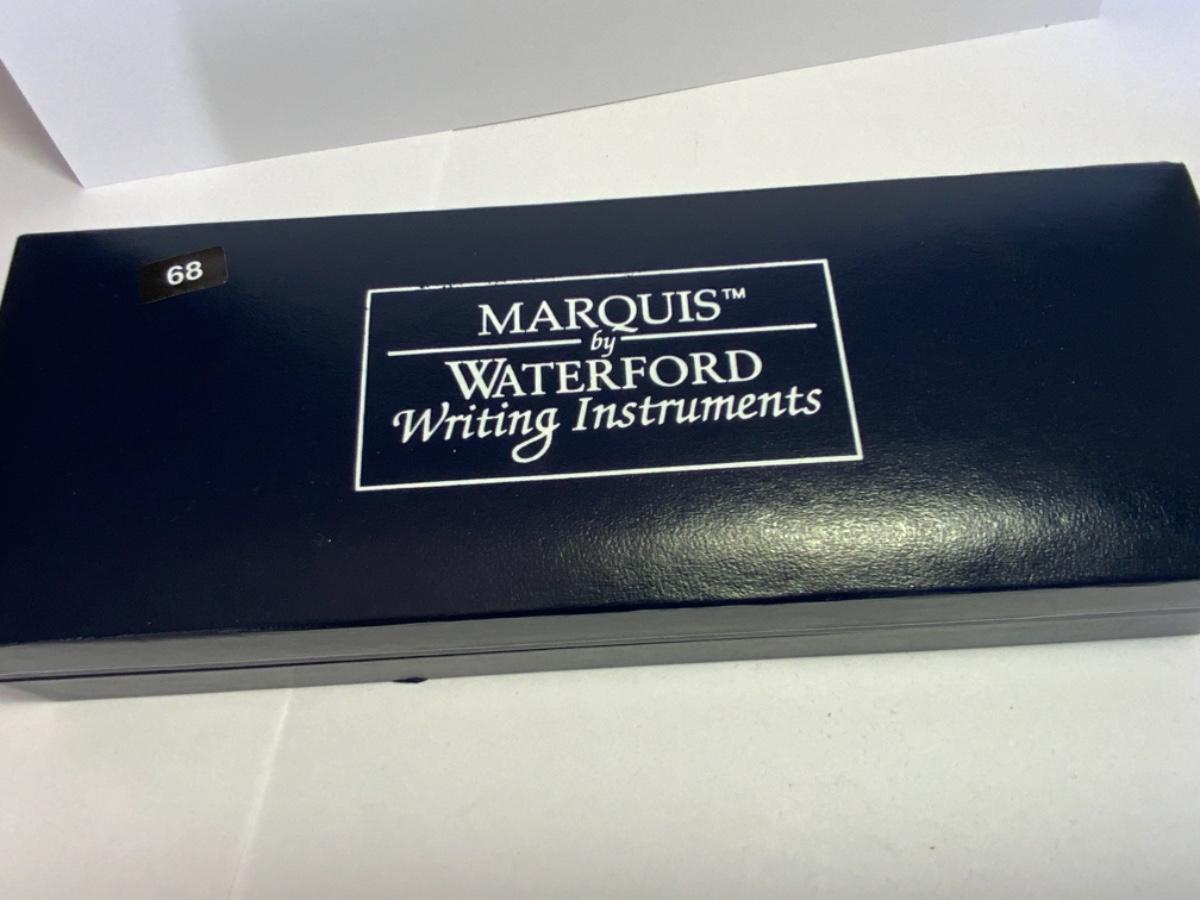 68
MARQUIS™
by
WATERFORD
Writing Instruments